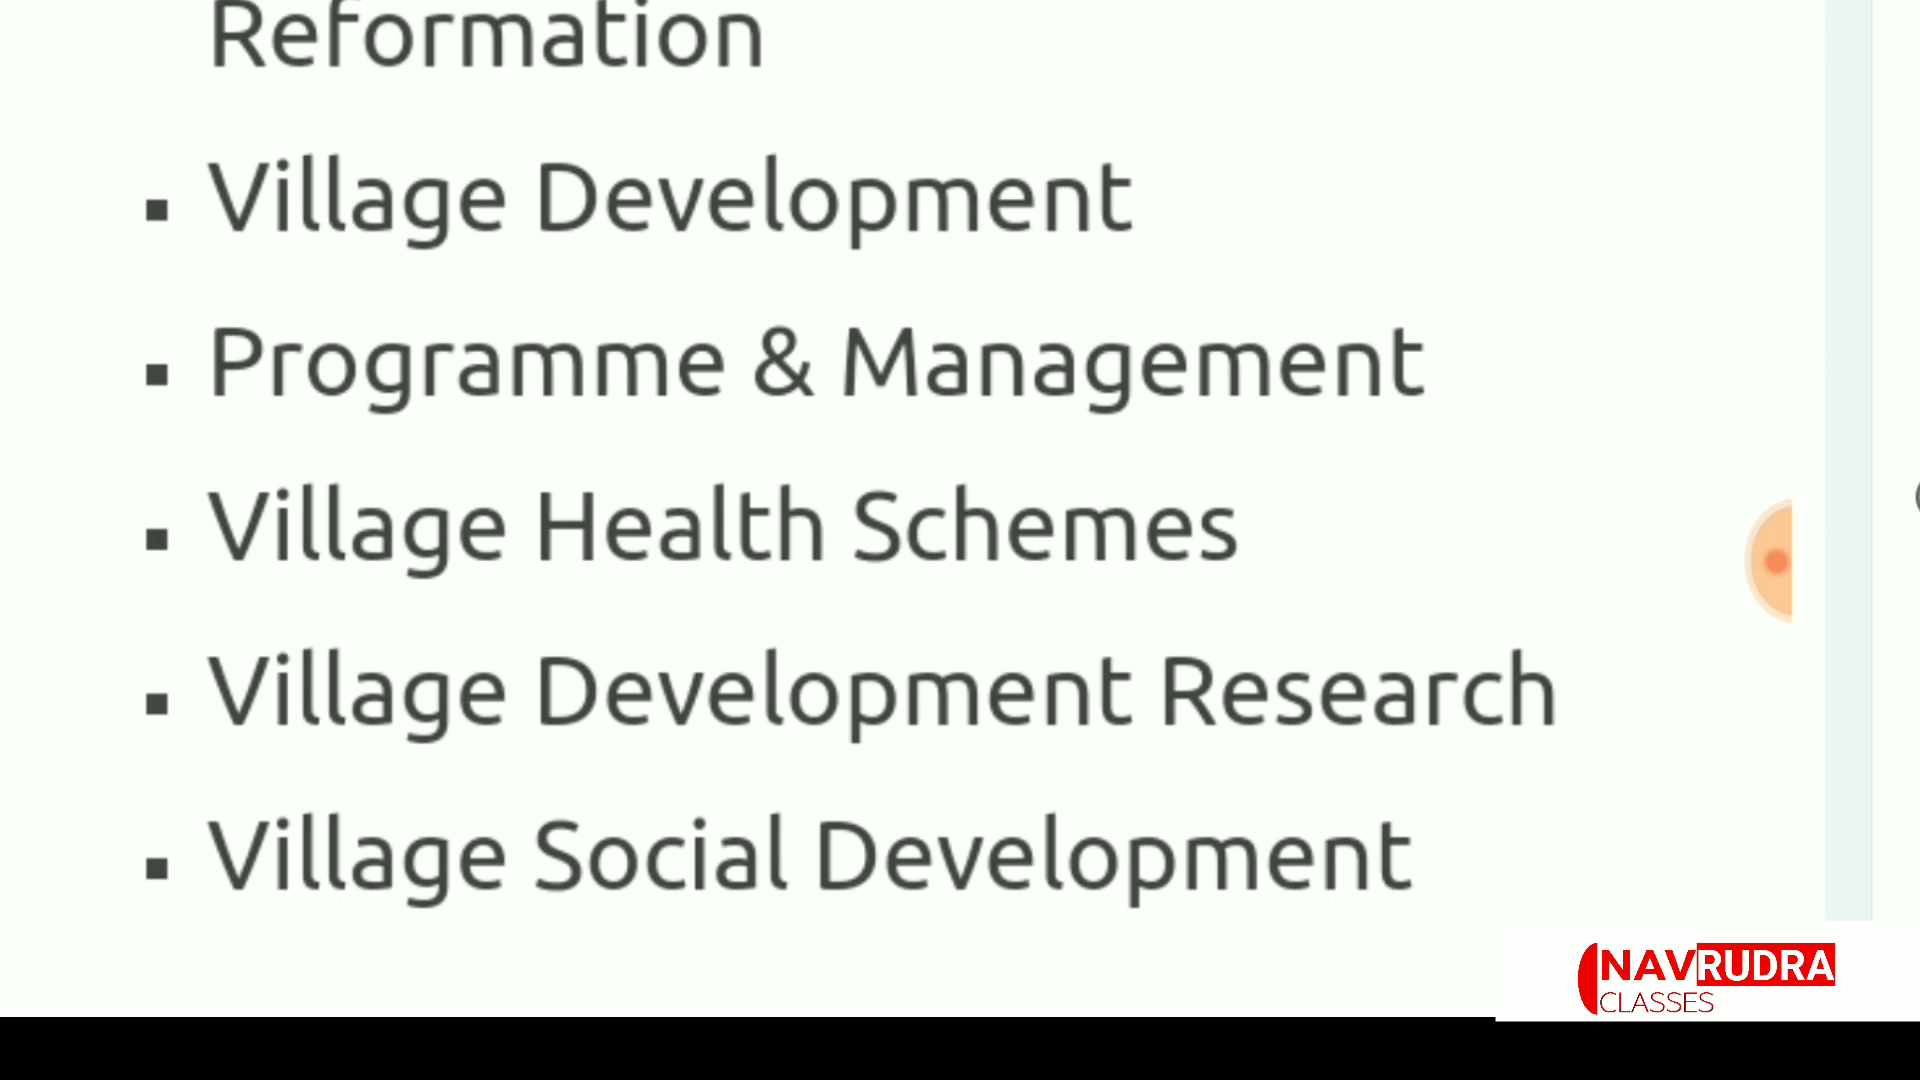 Reformation
▪ Village Development
▪ Programme & Management
▪ Village Health Schemes
▪ Village Development Research
▪ Village Social Development
NAVRUDRA
CLASSES